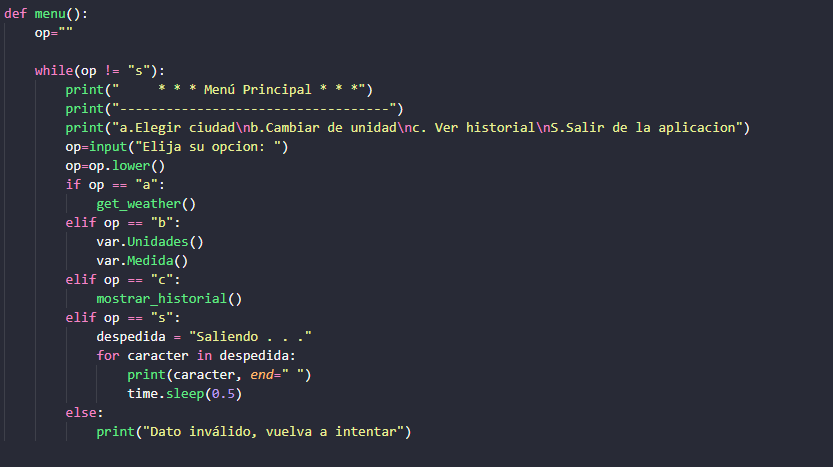 def menu():
    op=""
    while(op != "s"):
        print("     * * * Menú Principal * * *")
        print("-----------------------------------")
        print("a.Elegir ciudad\nb.Cambiar de unidad\nc. Ver historial\nS.Salir de la aplicacion")
        op=input("Elija su opcion: ")
        op=op.lower()
        if op == "a":
            get_weather()
        elif op == "b":
            var.Unidades()
            var.Medida()
        elif op == "c":
            mostrar_historial()
        elif op == "s":
            despedida = "Saliendo . . ."
            for caracter in despedida:
                print(caracter, end=" ")
                time.sleep(0.5)
        else:
            print("Dato inválido, vuelva a intentar")